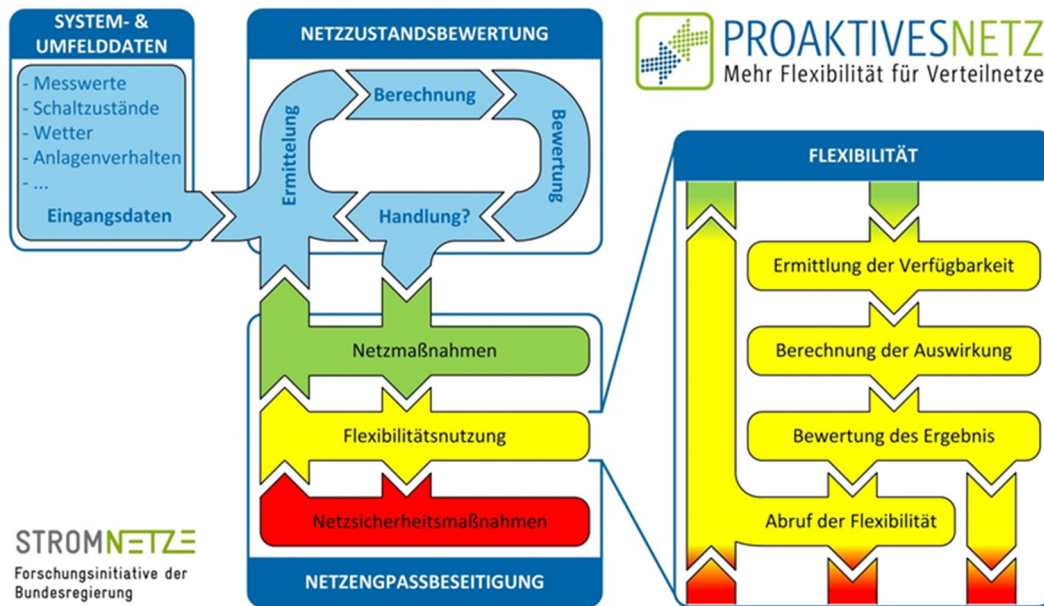 SYSTEM- &
UMFELDDATEN
- Messwerte
- Schaltzustände
- Wetter
- Anlagenverhalten
- ...
Eingangsdaten
NETZZUSTANDSBEWERTUNG
Ermittelung
Berechnung
Bewertung
Handlung?
Netzmaßnahmen
Flexibilitätsnutzung
Netzsicherheitsmaßnahmen
NETZENGPASSBESEITIGUNG
PROAKTIVESNETZ
Mehr Flexibilität für Verteilnetze
FLEXIBILITÄT
Ermittlung der Verfügbarkeit
Berechnung der Auswirkung
Bewertung des Ergebnis
Abruf der Flexibilität
STROMNETZE
Forschungsinitiative der
Bundesregierung